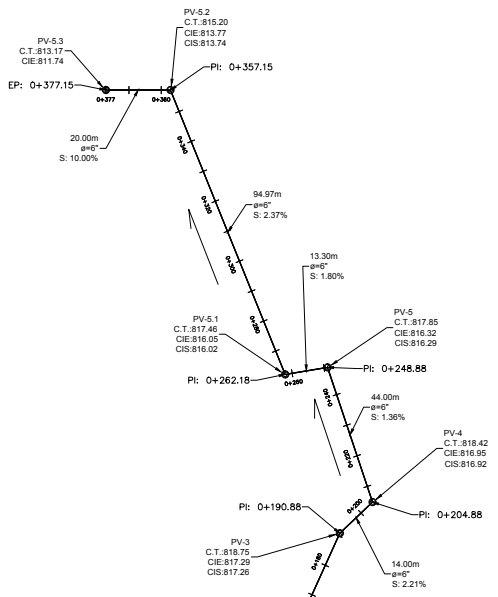 PV-5.2
C.T.:815.20
CIE:813.77
CIS:813.74
PV-5.3
C.T.:813.17
CIE:811.74
EP: 0+377.15
PI: 0+357.15
0+377
0+360
20.00m
ø=6"
S: 10.00%
0+340
0+320
94.97m
ø=6"
S: 2.37%
0+300
0+280
13.30m
ø=6"
S: 1.80%
PV-5.1
C.T.:817.46
CIE:816.05
CIS:816.02
PV-5
C.T.:817.85
CIE:816.32
CIS:816.29
PI: 0+262.18
0+260
PI: 0+248.88
0+240
44.00m
ø=6"
S: 1.36%
0+220
PV-4
C.T.:818.42
CIE:816.95
CIS:816.92
0+200
PI: 0+190.88
PI: 0+204.88
PV-3
C.T.:818.75
CIE:817.29
CIS:817.26
0+180
14.00m
ø=6"
S: 2.21%